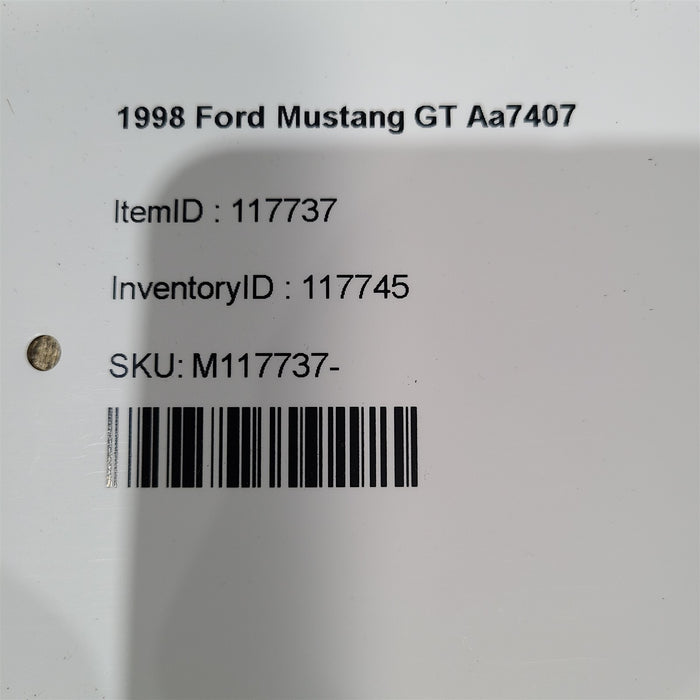 1998 Ford Mustang GT Aa7407
ItemID : 117737
InventoryID : 117745
SKU: M117737-